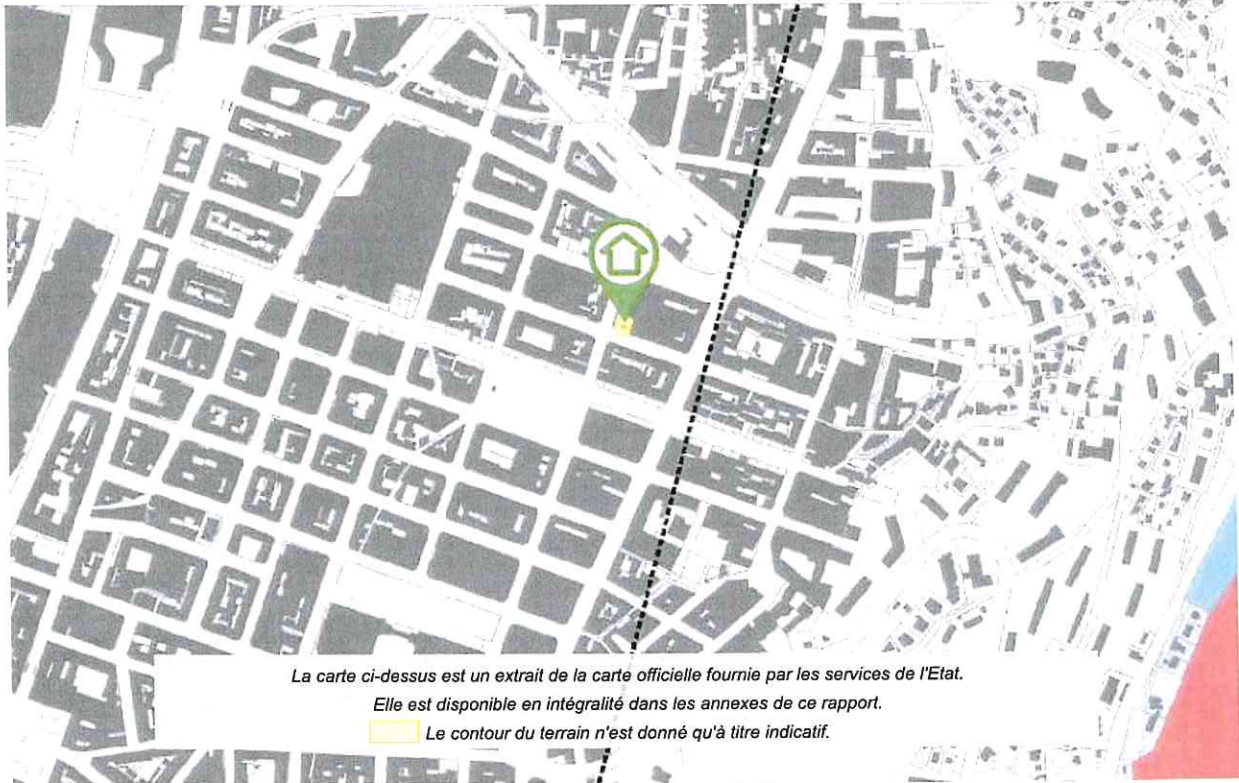 La carte ci-dessus est un extrait de la carte officielle fournie par les services de l'Etat.
Elle est disponible en intégralité dans les annexes de ce rapport.
Le contour du terrain n'est donné qu'à titre indicatif.